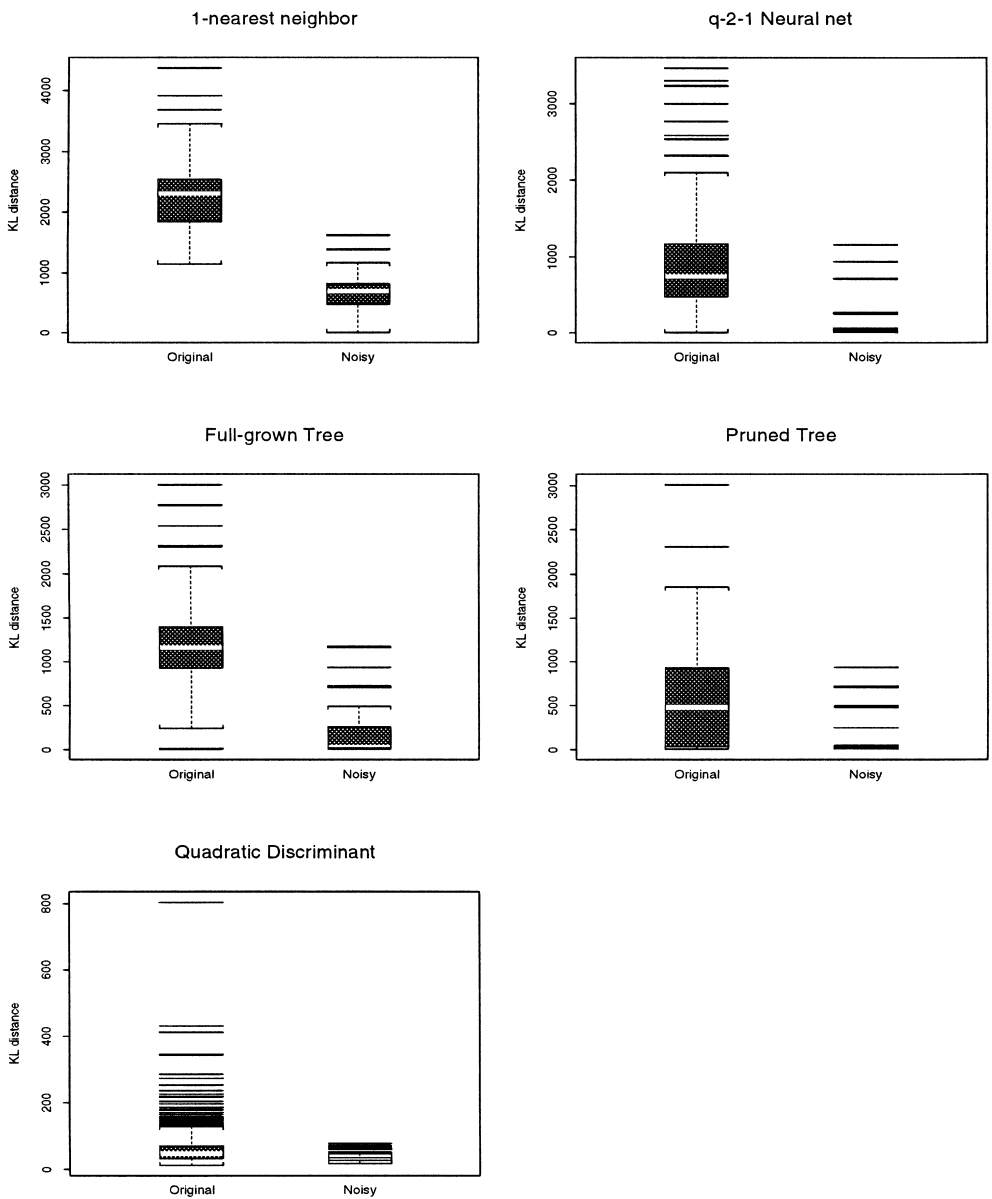 1-nearest neighbor
q-2-1 Neural net
KL distance
4000
3000
2000
1000
0
Original
Noisy
KL distance
3000
2000
1000
0
Original
Noisy
Full-grown Tree
Pruned Tree
KL distance
3000
2500
2000
1500
1000
500
0
Original
Noisy
KL distance
3000
2500
2000
1500
1000
500
0
Original
Noisy
Quadratic Discriminant
KL distance
800
600
400
200
0
Original
Noisy